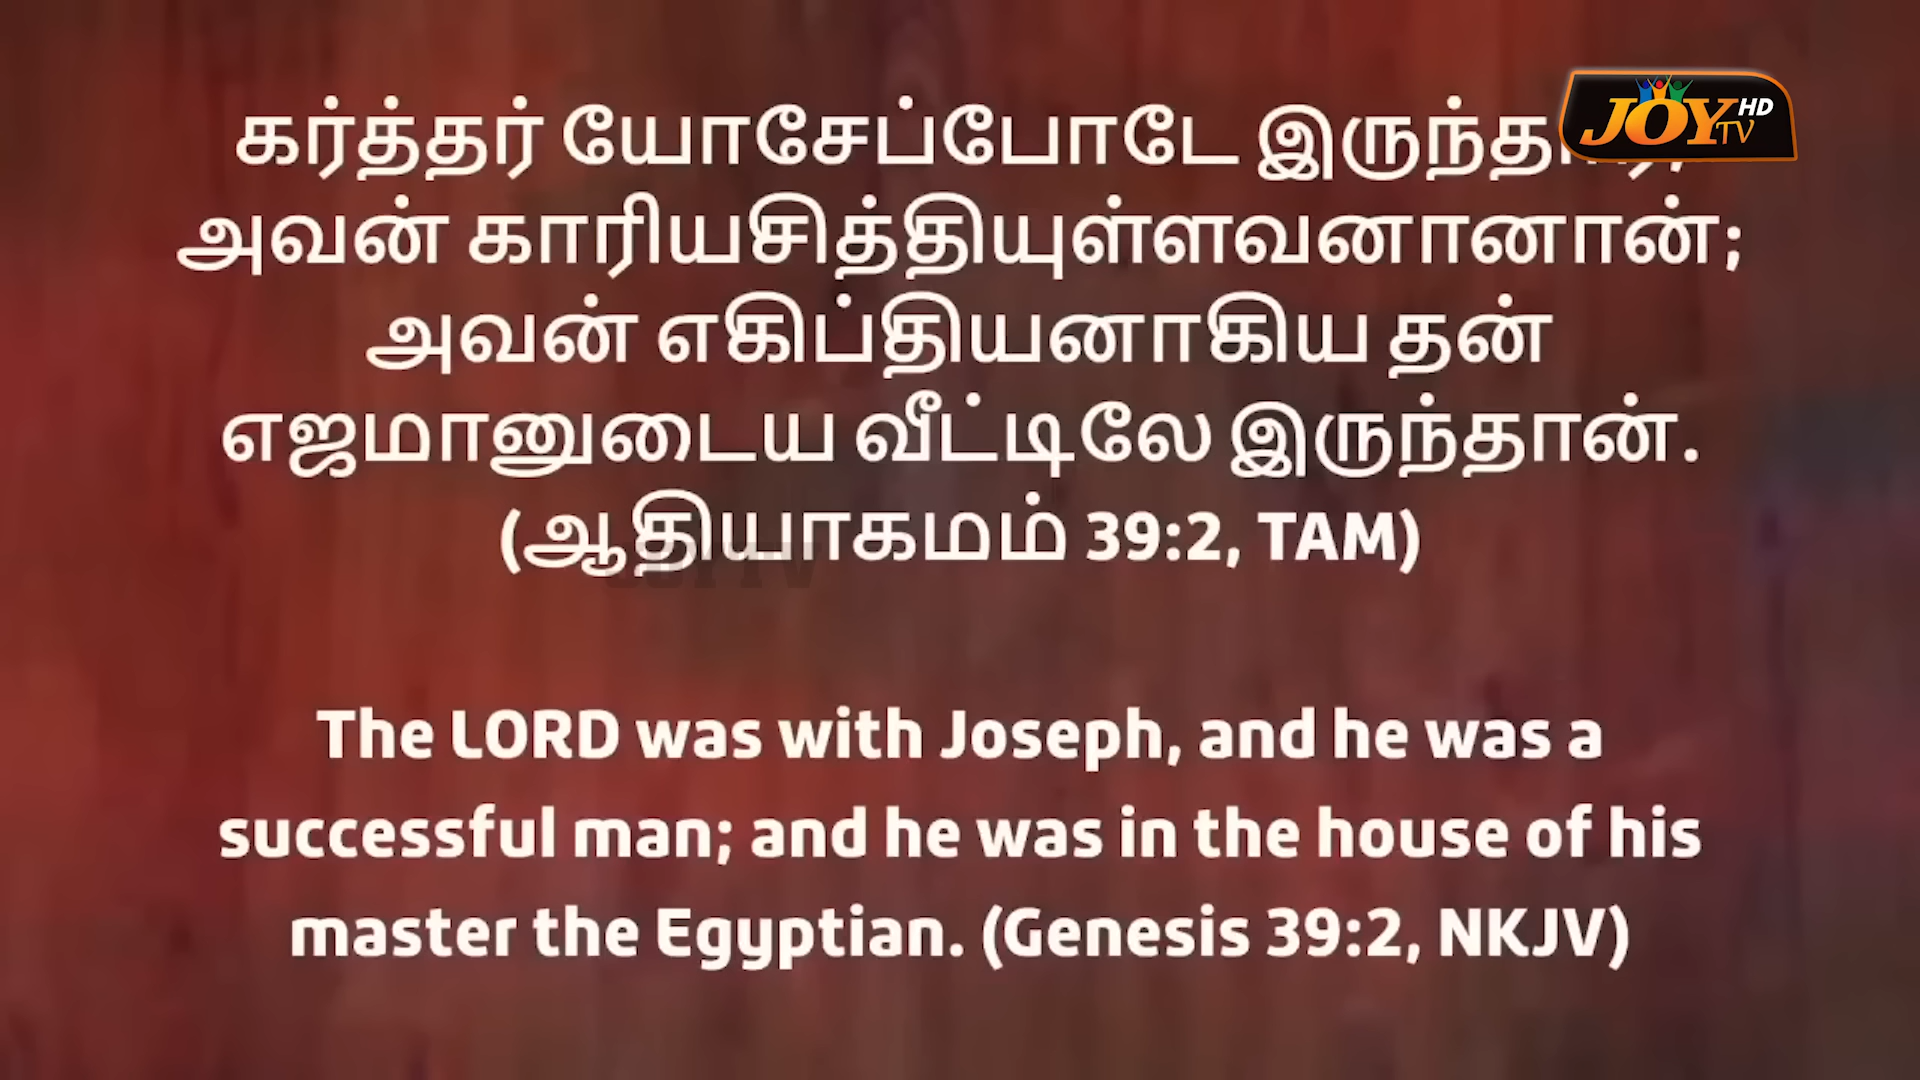 கர்த்தர் யோசேப்போடே
JOY TV HD
அவன் காரியசித்தியுள்ளவனானான்;
அவன் எகிப்தியனாகிய தன்
எஜமானுடைய வீட்டிலே இருந்தான்.
(ஆதியாகமம் 39:2, TAM)
The LORD was with Joseph, and he was a
successful man; and he was in the house of his
master the Egyptian. (Genesis 39:2, NKJV)